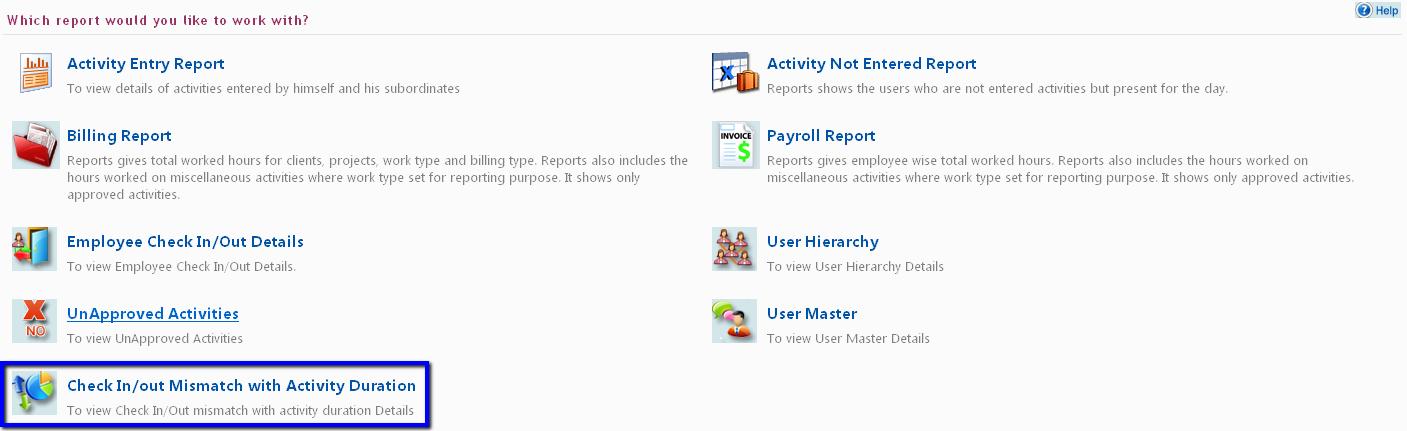 Which report would you like to work with?
Help
Activity Entry Report
To view details of activities entered by himself and his subordinates
Activity Not Entered Report
Reports shows the users who are not entered activities but present for the day.
Billing Report
Reports gives total worked hours for clients, projects, work type and billing type. Reports also includes the
hours worked on miscellaneous activities where work type set for reporting purpose. It shows only
approved activities.
INVOICE
$
Payroll Report
Reports gives employee wise total worked hours. Reports also includes the hours worked on
miscellaneous activities where work type set for reporting purpose. It shows only approved activities.
Employee Check In/Out Details
To view Employee Check In/Out Details.
User Hierarchy
To view User Hierarchy Details
X
NO
UnApproved Activities
To view UnApproved Activities
User Master
To view User Master Details
Check In/out Mismatch with Activity Duration
To view Check In/Out mismatch with activity duration Details